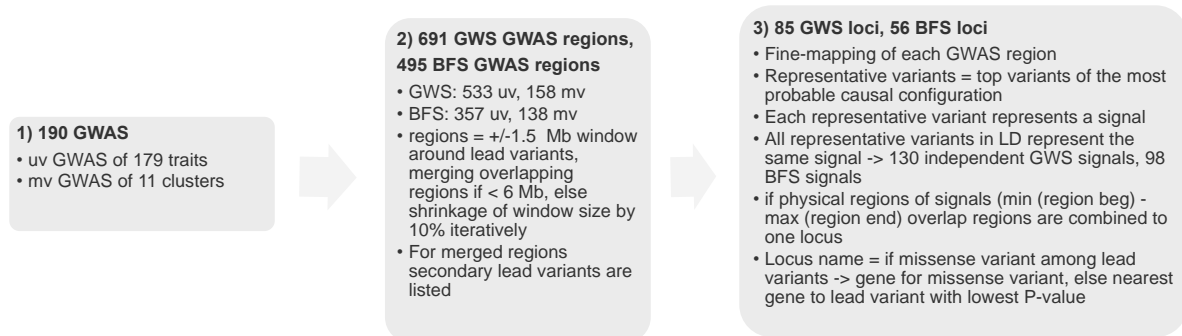 1) 190 GWAS
• uv GWAS of 179 traits
• mv GWAS of 11 clusters
2) 691 GWS GWAS regions,
495 BFS GWAS regions
• GWS: 533 uv, 158 mv
• BFS: 357 uv, 138 mv
• regions = +/-1.5 Mb window
around lead variants,
merging overlapping
regions if < 6 Mb, else
shrinkage of window size by
10% iteratively
• For merged regions
secondary lead variants are
listed
3) 85 GWS loci, 56 BFS loci
• Fine-mapping of each GWAS region
• Representative variants = top variants of the most
probable causal configuration
• Each representative variant represents a signal
• All representative variants in LD represent the
same signal -> 130 independent GWS signals, 98
BFS signals
• if physical regions of signals (min (region beg) -
max (region end) overlap regions are combined to
one locus
• Locus name = if missense variant among lead
variants -> gene for missense variant, else nearest
gene to lead variant with lowest P-value